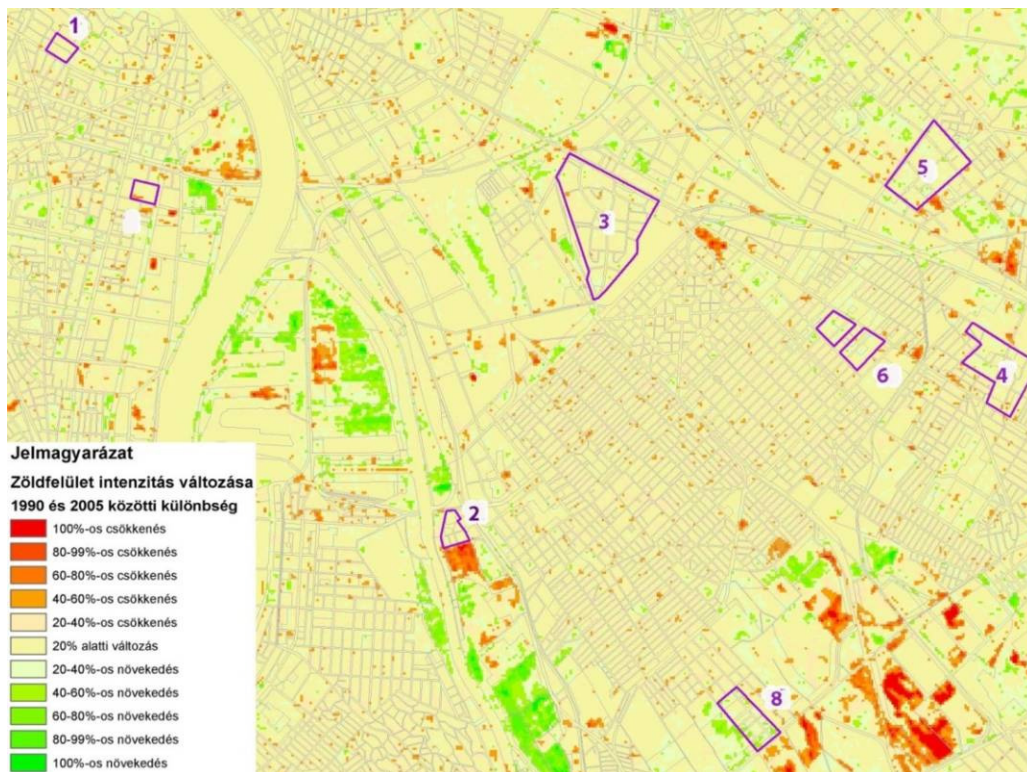 1
5
3
6
4
2
8
Jelmagyarázat
Zöldfelület intenzitás változása
1990 és 2005 közötti különbség
100%-os csökkenés
80-99%-os csökkenés
60-80%-os csökkenés
40-60%-os csökkenés
20-40%-os csökkenés
20% alatti változás
20-40%-os növekedés
40-60%-os növekedés
60-80%-os növekedés
80-99%-os növekedés
100%-os növekedés